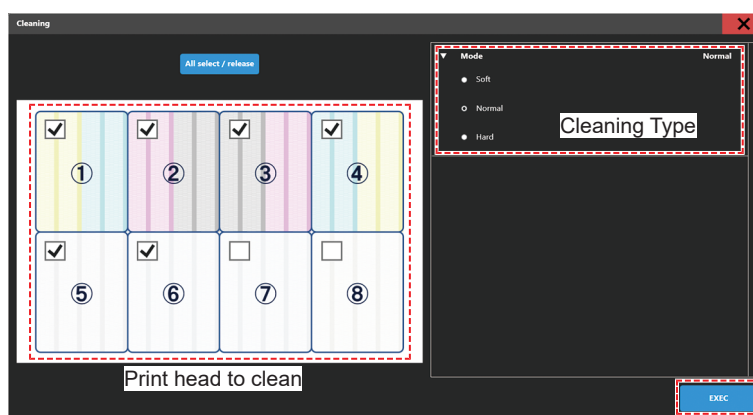 Cleaning
All select / release
Mode Normal
Soft
Normal
Hard
Cleaning Type
① ② ③ ④
⑤ ⑥ ⑦ ⑧
Print head to clean
EXEC